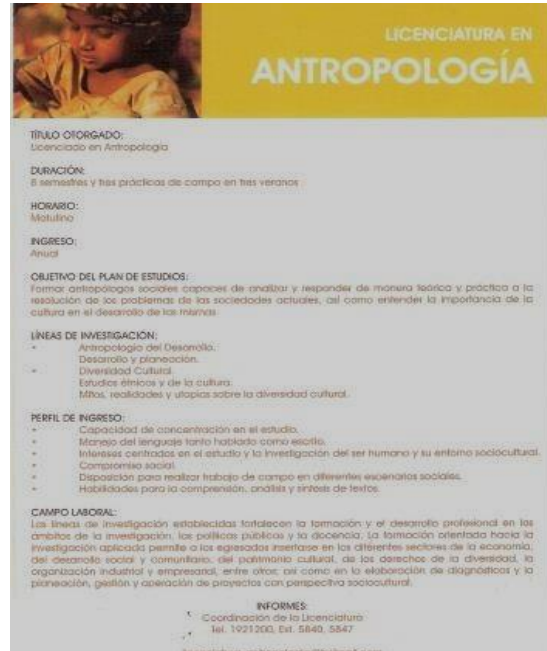 LICENCIATURA EN
ANTROPOLOGÍA
TÍTULO OTORGADO:
Licenciado en Antropología
DURACIÓN:
8 semestres y tres prácticas de campo en tres veranos
HORARIO:
Matutino
INGRESO:
Anual
OBJETIVO DEL PLAN DE ESTUDIOS:
Formar antropólogos sociales capaces de analizar y responder de manera teórica y práctica a la
resolución de los problemas de las sociedades actuales, así como entender la importancia de la
cultura en el desarrollo de las mismas
LÍNEAS DE INVESTIGACIÓN:
• Antropología del Desarrollo.
Desarrollo y planeación.
• Diversidad Cultural.
Estudios étnicos y de la cultura.
Mitos, realidades y utopías sobre la diversidad cultural.
PERFIL DE INGRESO:
• Capacidad de concentración en el estudio.
• Manejo del lenguaje tanto hablado como escrito.
• Intereses centrados en el estudio y la investigación del ser humano y su entorno sociocultural.
• Compromiso social.
• Disposición para realizar trabajo de campo en diferentes escenarios sociales.
• Habilidades para la comprensión, análisis y síntesis de textos.
CAMPO LABORAL:
Las líneas de investigación establecidas fortalecen la formación y el desarrollo profesional en los
ámbitos de la investigación, las políticas públicas y la docencia. La formación orientada hacia la
investigación aplicada permite a los egresados insertarse en los diferentes sectores de la economía,
del desarrollo social y comunitario, del patrimonio cultural, de los derechos de la diversidad, la
organización industrial y empresarial, entre otros; así como en la elaboración de diagnósticos y la
planeación, gestión y operación de proyectos con perspectiva sociocultural.
INFORMES:
Coordinación de la Licenciatura
Tel. 1921200, Ext. 5840, 5847